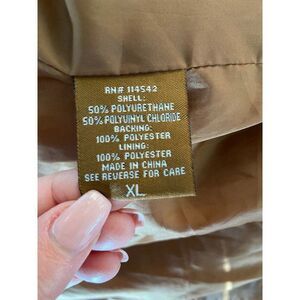 RN# 114542
SHELL:
50% POLYURETHANE
50% POLYVINYL CHLORIDE
BACKING:
100% POLYESTER
LINING:
100% POLYESTER
MADE IN CHINA
SEE REVERSE FOR CARE
XL